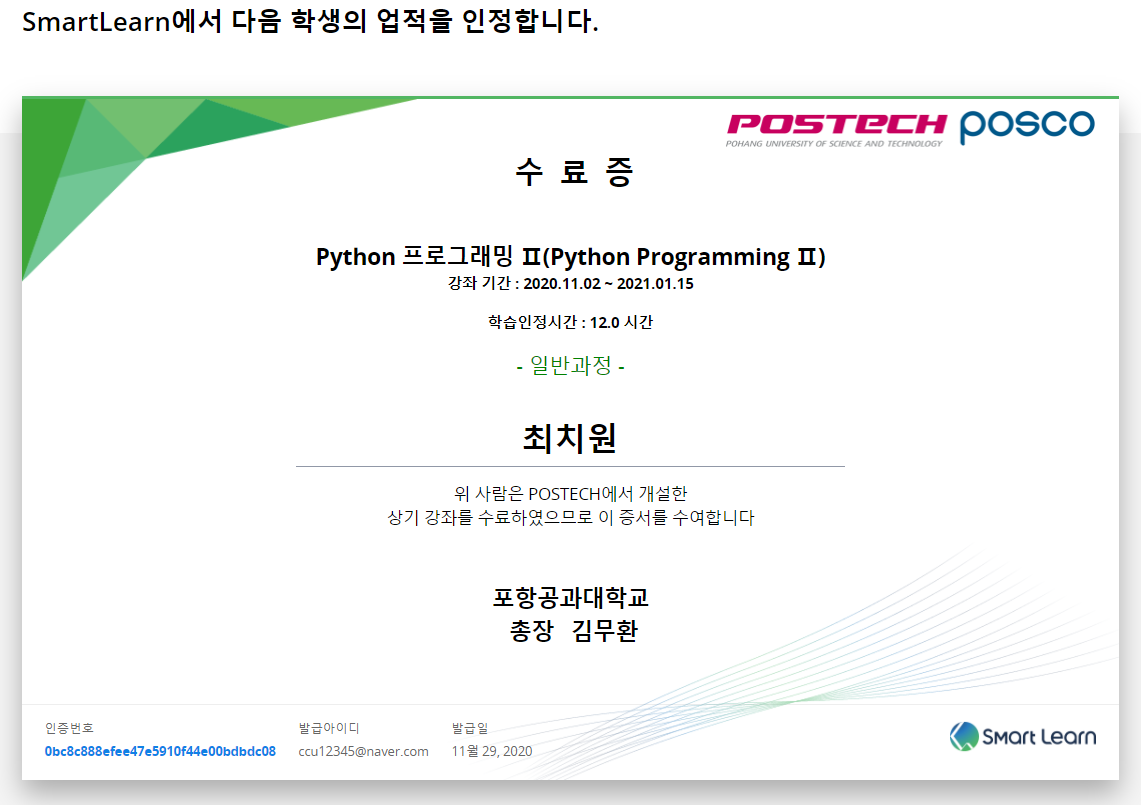 SmartLearn에서 다음 학생의 업적을 인정합니다.
POSTECH posco
POHANG UNIVERSITY OF SCIENCE AND TECHNOLOGY
수 료 증
Python 프로그래밍 Ⅱ(Python Programming Ⅱ)
강좌 기간 : 2020.11.02 ~ 2021.01.15
학습인정시간 : 12.0 시간
- 일반과정 -
최치원
위 사람은 POSTECH에서 개설한
상기 강좌를 수료하였으므로 이 증서를 수여합니다
포항공과대학교
총장 김무환
인증번호 발급아이디 발급일
0bc8c888efee47e5910f44e00bdbdc08 ccu12345@naver.com 11월 29, 2020
Smart Learn